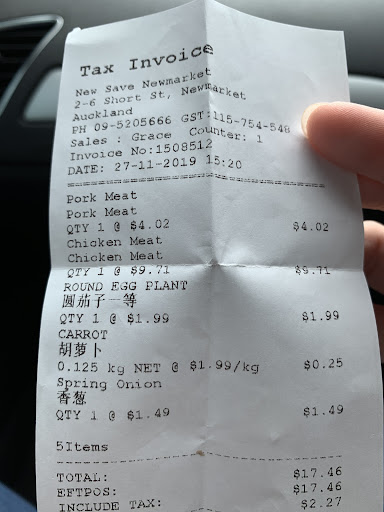 Tax Invoice
New Save Newmarket
2-6 Short St, Newmarket
Auckland
PH 09-5205666 GST:115-754-548
Sales : Grace Counter: 1
Invoice No:1508512
DATE: 27-11-2019 15:20
Pork Meat
Pork Meat
QTY 1 @ $4.02 $4.02
Chicken Meat
Chicken Meat
QTY 1 @ $9.71 $9.71
ROUND EGG PLANT
圆茄子一等
QTY 1 @ $1.99 $1.99
CARROT
胡萝卜
0.125 kg NET @ $1.99/kg $0.25
Spring Onion
香葱
QTY 1 @ $1.49 $1.49
5Items
TOTAL: $17.46
EFTPOS: $17.46
INCLUDE TAX: $2.27